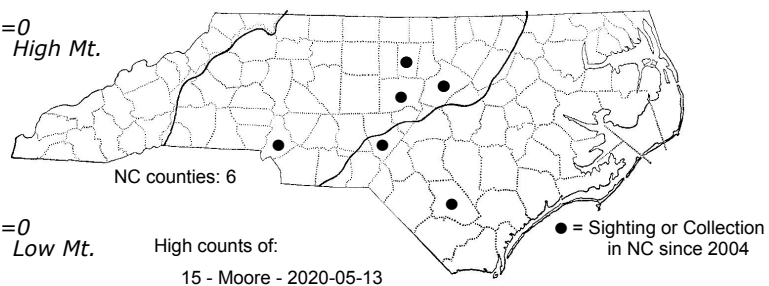 =0
High Mt.
NC counties: 6
=0
Low Mt.
High counts of:
15 - Moore - 2020-05-13
● = Sighting or Collection
in NC since 2004